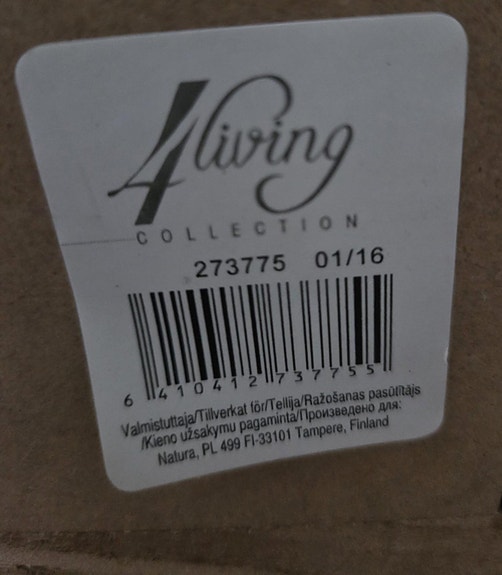 4living
COLLECTION
273775 01/16
6 410412 737755
Valmistuttaja/Tillverkat för/Tellija/Ražošanas pasūtītājs
/Kieno užsakymu pagaminta/Произведено для:
Natura, PL 499 FI-33101 Tampere, Finland